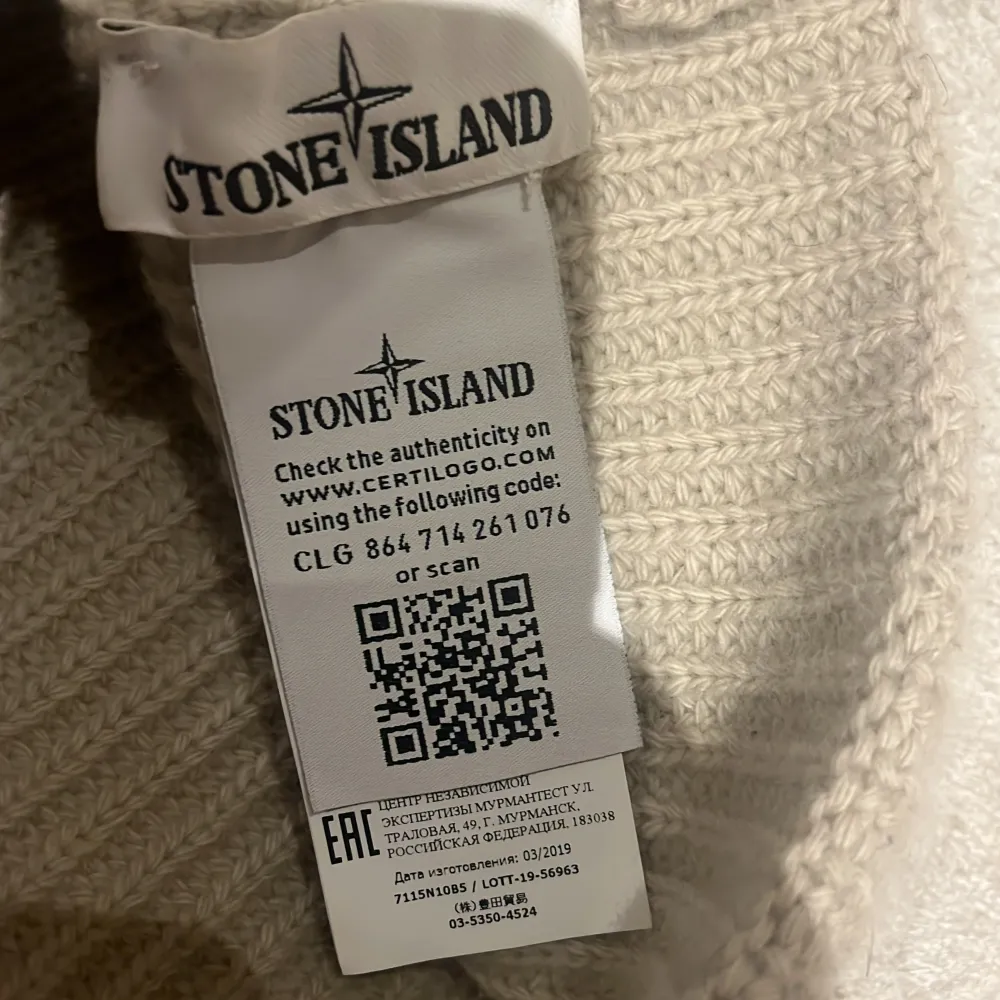 STONE ISLAND
STONE ISLAND
Check the authenticity on
WWW.CERTILOGO.COM
using the following code:
CLG 864 714 261 076
or scan
EAC
ЦЕНТР НЕЗАВИСИМОЙ
ЭКСПЕРТИЗЫ МУРМАНТЕСТ УЛ.
ТРАЛОВАЯ, 49, Г. МУРМАНСК,
РОССИЙСКАЯ ФЕДЕРАЦИЯ, 183038
Дата изготовления: 03/2019
7115N10B5 / LOTT-19-56963
(株)豊田貿易
03-5350-4524